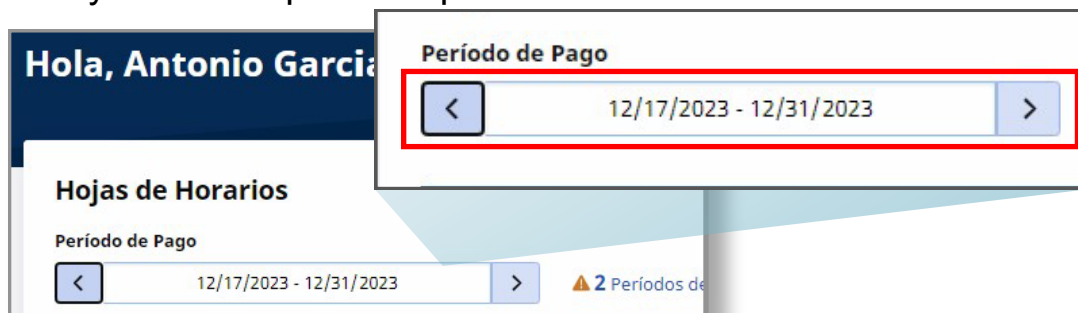 Hola, Antonio Garcia
Período de Pago
12/17/2023 - 12/31/2023
Hojas de Horarios
Período de Pago
12/17/2023 - 12/31/2023
2 Períodos de